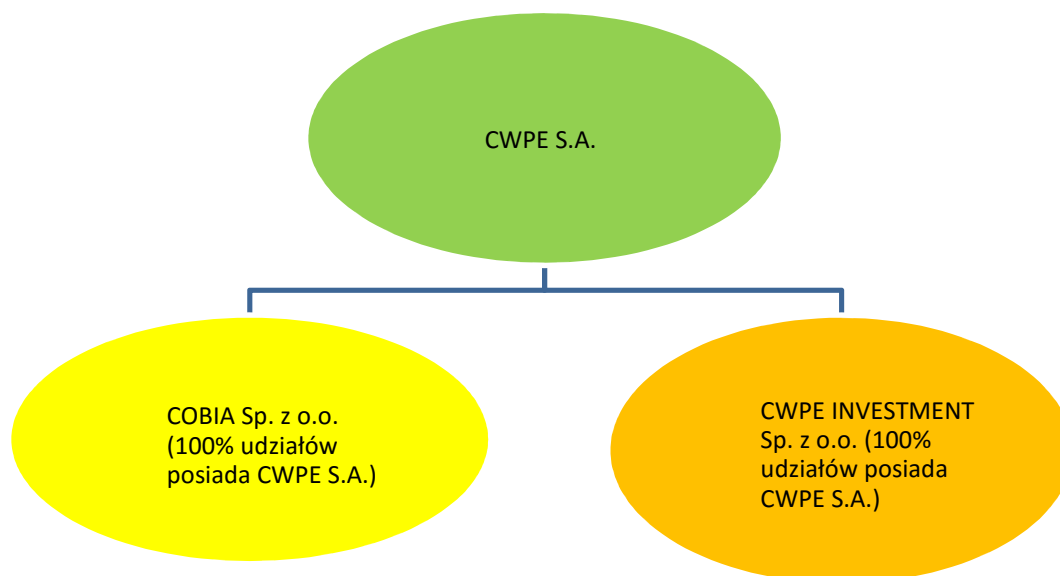 CWPE S.A.
COBIA Sp. z o.o.
(100% udziałów
posiada CWPE S.A.)
CWPE INVESTMENT
Sp. z o.o. (100%
udziałów posiada
CWPE S.A.)